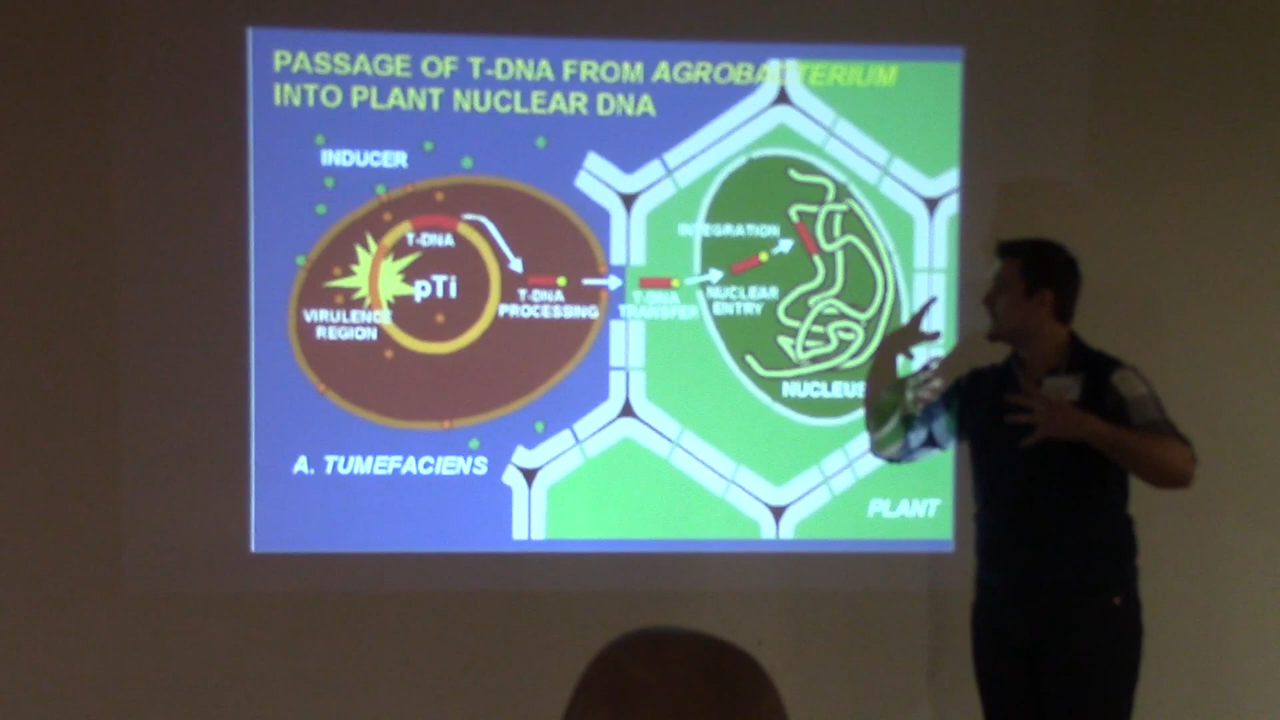 PASSAGE OF T-DNA FROM AGROBACTERIUM
INTO PLANT NUCLEAR DNA
INDUCER
T-DNA
pTi
VIRULENCE
REGION
T-DNA
PROCESSING
T-DNA
TRANSFER
INTEGRATION
NUCLEAR
ENTRY
NUCLEUS
A. TUMEFACIENS
PLANT